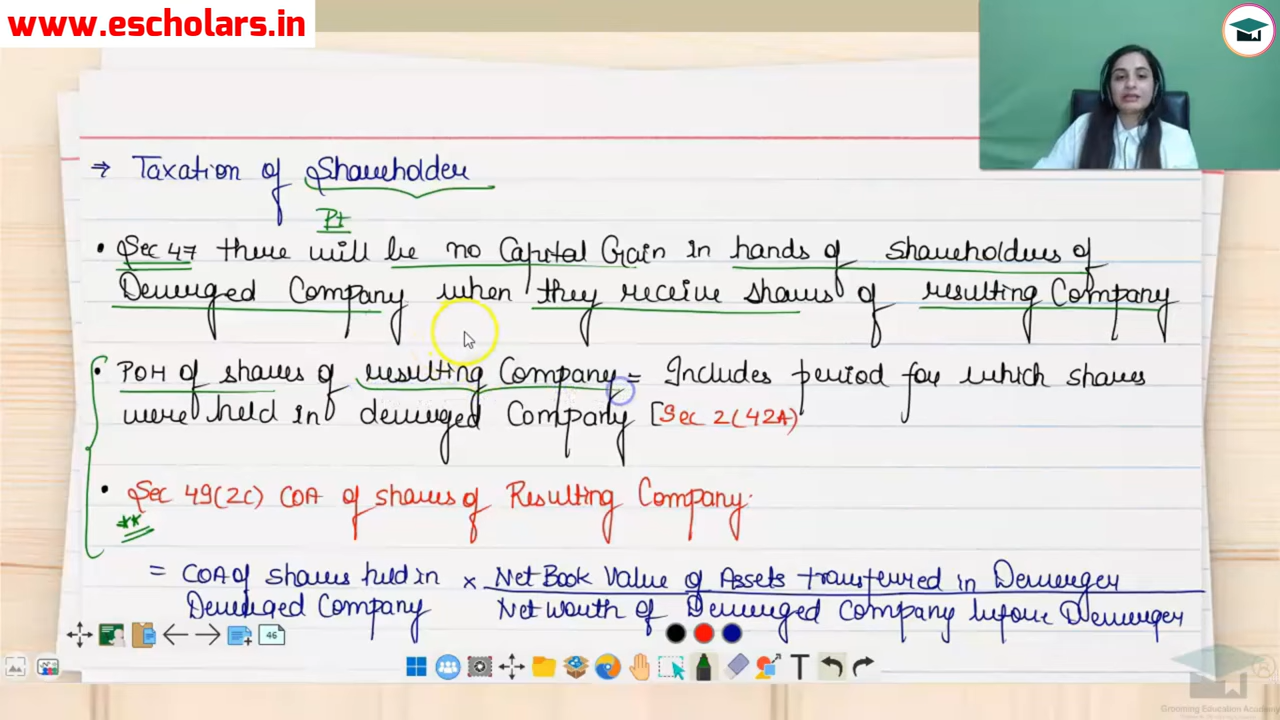 www.escholars.in
⇒ Taxation of Shareholder
Pt
• Sec 47 there will be no Capital Gain in hands of shareholders of
Demerged Company when they receive shares of resulting Company
• POH of shares of resulting Company = Includes period for which shares
were held in demerged Company [Sec 2(42A)
• Sec 49(2C) COA of shares of Resulting Company.
**
= COA of shares held in × Net Book Value of Assets transferred in Demerger
Demerged Company Net worth of Demerged Company before Demerger
46
T
Grooming Education Academy